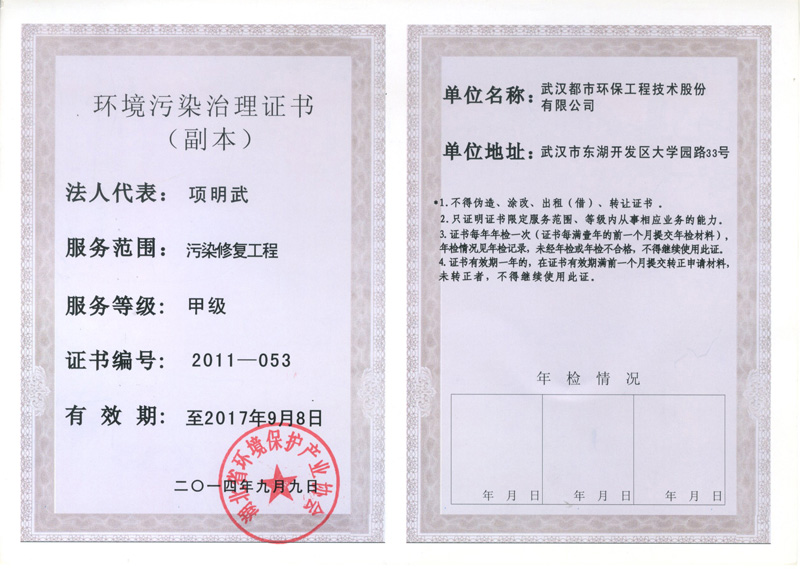 环境污染治理证书
（副本）
法人代表：项明武
服务范围：污染修复工程
服务等级：甲级
证书编号：2011—053
有效期：至2017年9月8日
二〇一四年九月九日
湖北省环境保护产业协会
单位名称：武汉都市环保工程技术股份
有限公司
单位地址：武汉市东湖开发区大学园路33号
1.不得伪造、涂改、出租（借）、转让证书。
2.只证明证书限定服务范围、等级内从事相应业务的能力。
3.证书每年年检一次（证书每满壹年的前一个月提交年检材料），
年检情况见年检记录，未经年检或年检不合格，不得继续使用此证。
4.证书有效期一年的，在证书有效期满前一个月提交转正申请材料，
未转正者，不得继续使用此证。
年检情况
年月日 年月日 年月日